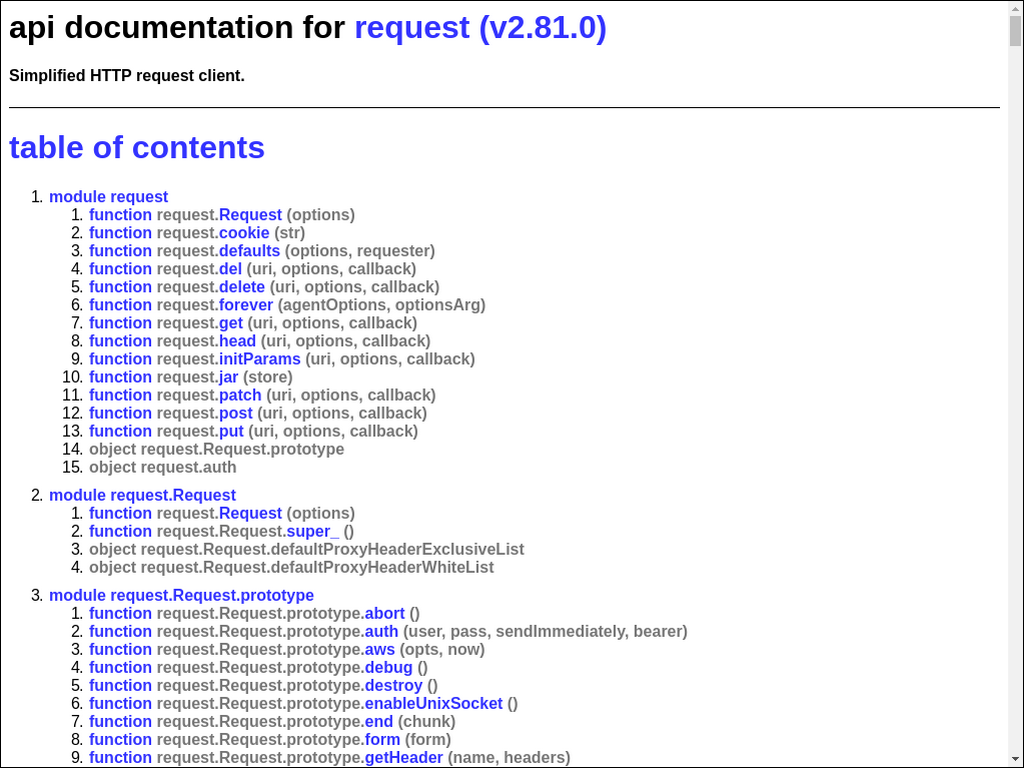 api documentation for request (v2.81.0)
Simplified HTTP request client.
table of contents
1. module request
1. function request.Request (options)
2. function request.cookie (str)
3. function request.defaults (options, requester)
4. function request.del (uri, options, callback)
5. function request.delete (uri, options, callback)
6. function request.forever (agentOptions, optionsArg)
7. function request.get (uri, options, callback)
8. function request.head (uri, options, callback)
9. function request.initParams (uri, options, callback)
10. function request.jar (store)
11. function request.patch (uri, options, callback)
12. function request.post (uri, options, callback)
13. function request.put (uri, options, callback)
14. object request.Request.prototype
15. object request.auth
2. module request.Request
1. function request.Request (options)
2. function request.Request.super_ ()
3. object request.Request.defaultProxyHeaderExclusiveList
4. object request.Request.defaultProxyHeaderWhiteList
3. module request.Request.prototype
1. function request.Request.prototype.abort ()
2. function request.Request.prototype.auth (user, pass, sendImmediately, bearer)
3. function request.Request.prototype.aws (opts, now)
4. function request.Request.prototype.debug ()
5. function request.Request.prototype.destroy ()
6. function request.Request.prototype.enableUnixSocket ()
7. function request.Request.prototype.end (chunk)
8. function request.Request.prototype.form (form)
9. function request.Request.prototype.getHeader (name, headers)